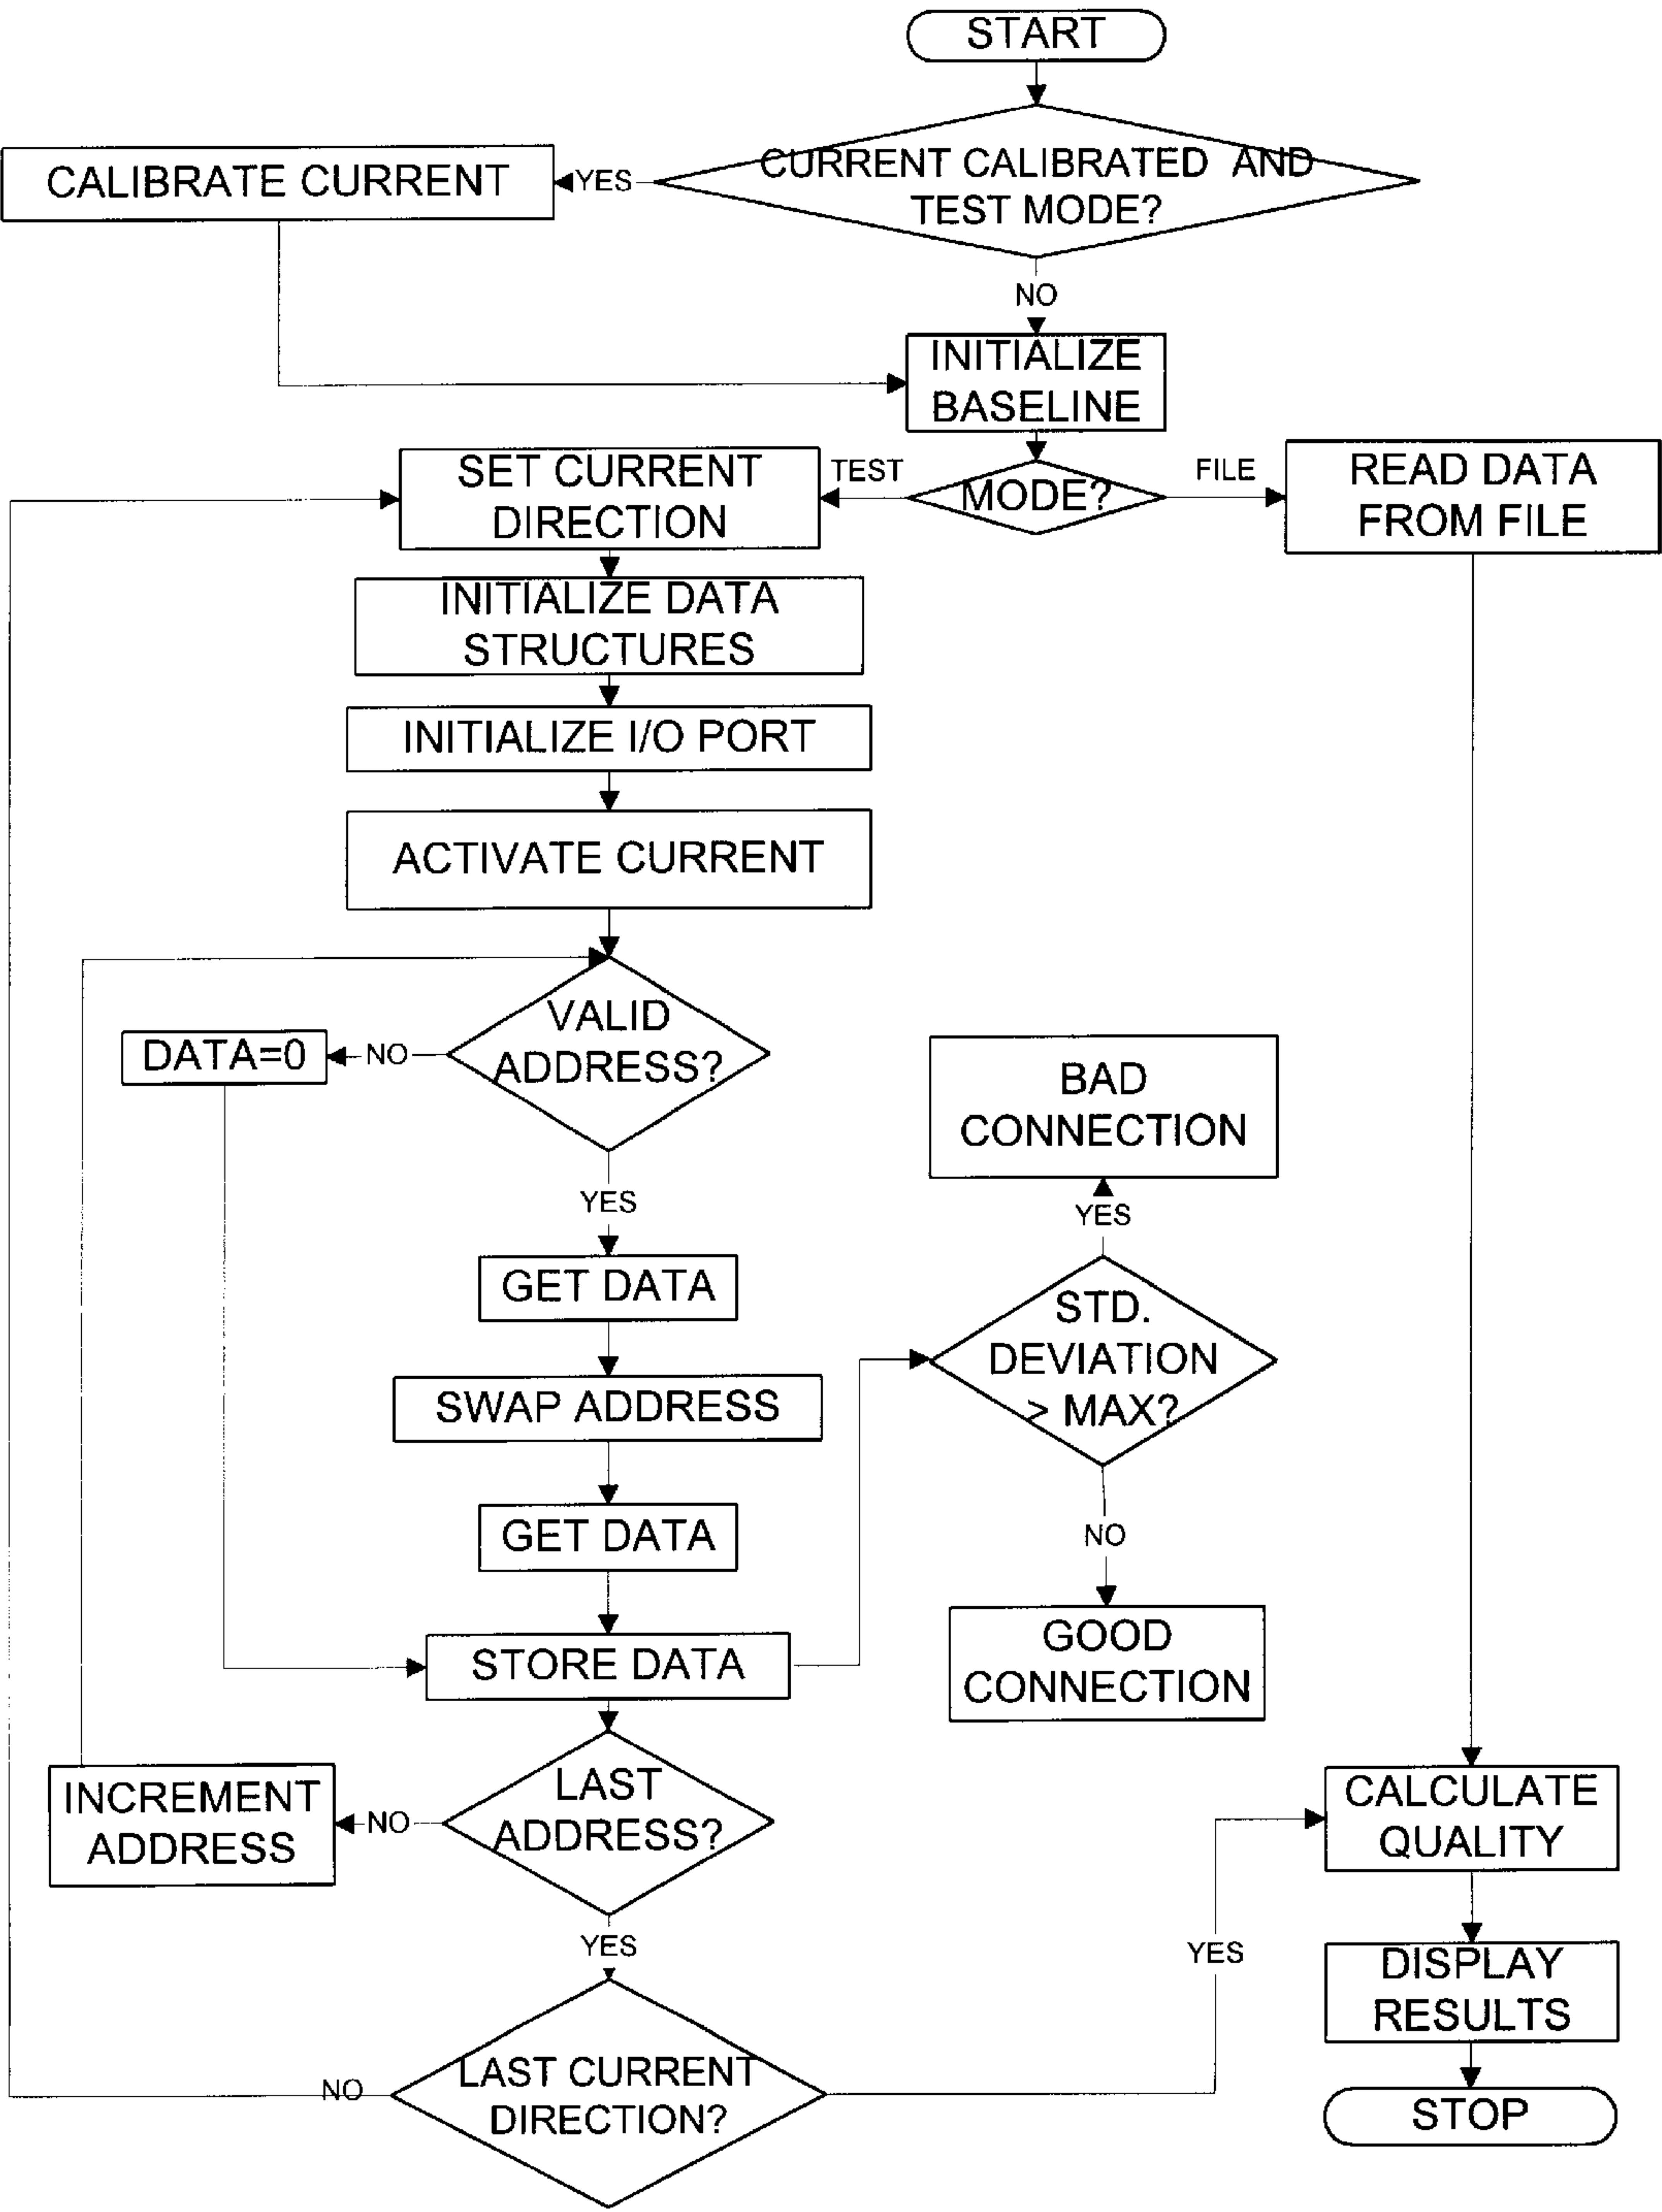 START
CURRENT CALIBRATED AND
TEST MODE?
YES
CALIBRATE CURRENT
NO
INITIALIZE
BASELINE
MODE?
TEST
FILE
SET CURRENT
DIRECTION
READ DATA
FROM FILE
INITIALIZE DATA
STRUCTURES
INITIALIZE I/O PORT
ACTIVATE CURRENT
VALID
ADDRESS?
NO
DATA=0
YES
GET DATA
SWAP ADDRESS
GET DATA
STORE DATA
BAD
CONNECTION
YES
STD.
DEVIATION
> MAX?
NO
GOOD
CONNECTION
LAST
ADDRESS?
NO
INCREMENT
ADDRESS
YES
LAST CURRENT
DIRECTION?
NO
YES
CALCULATE
QUALITY
DISPLAY
RESULTS
STOP